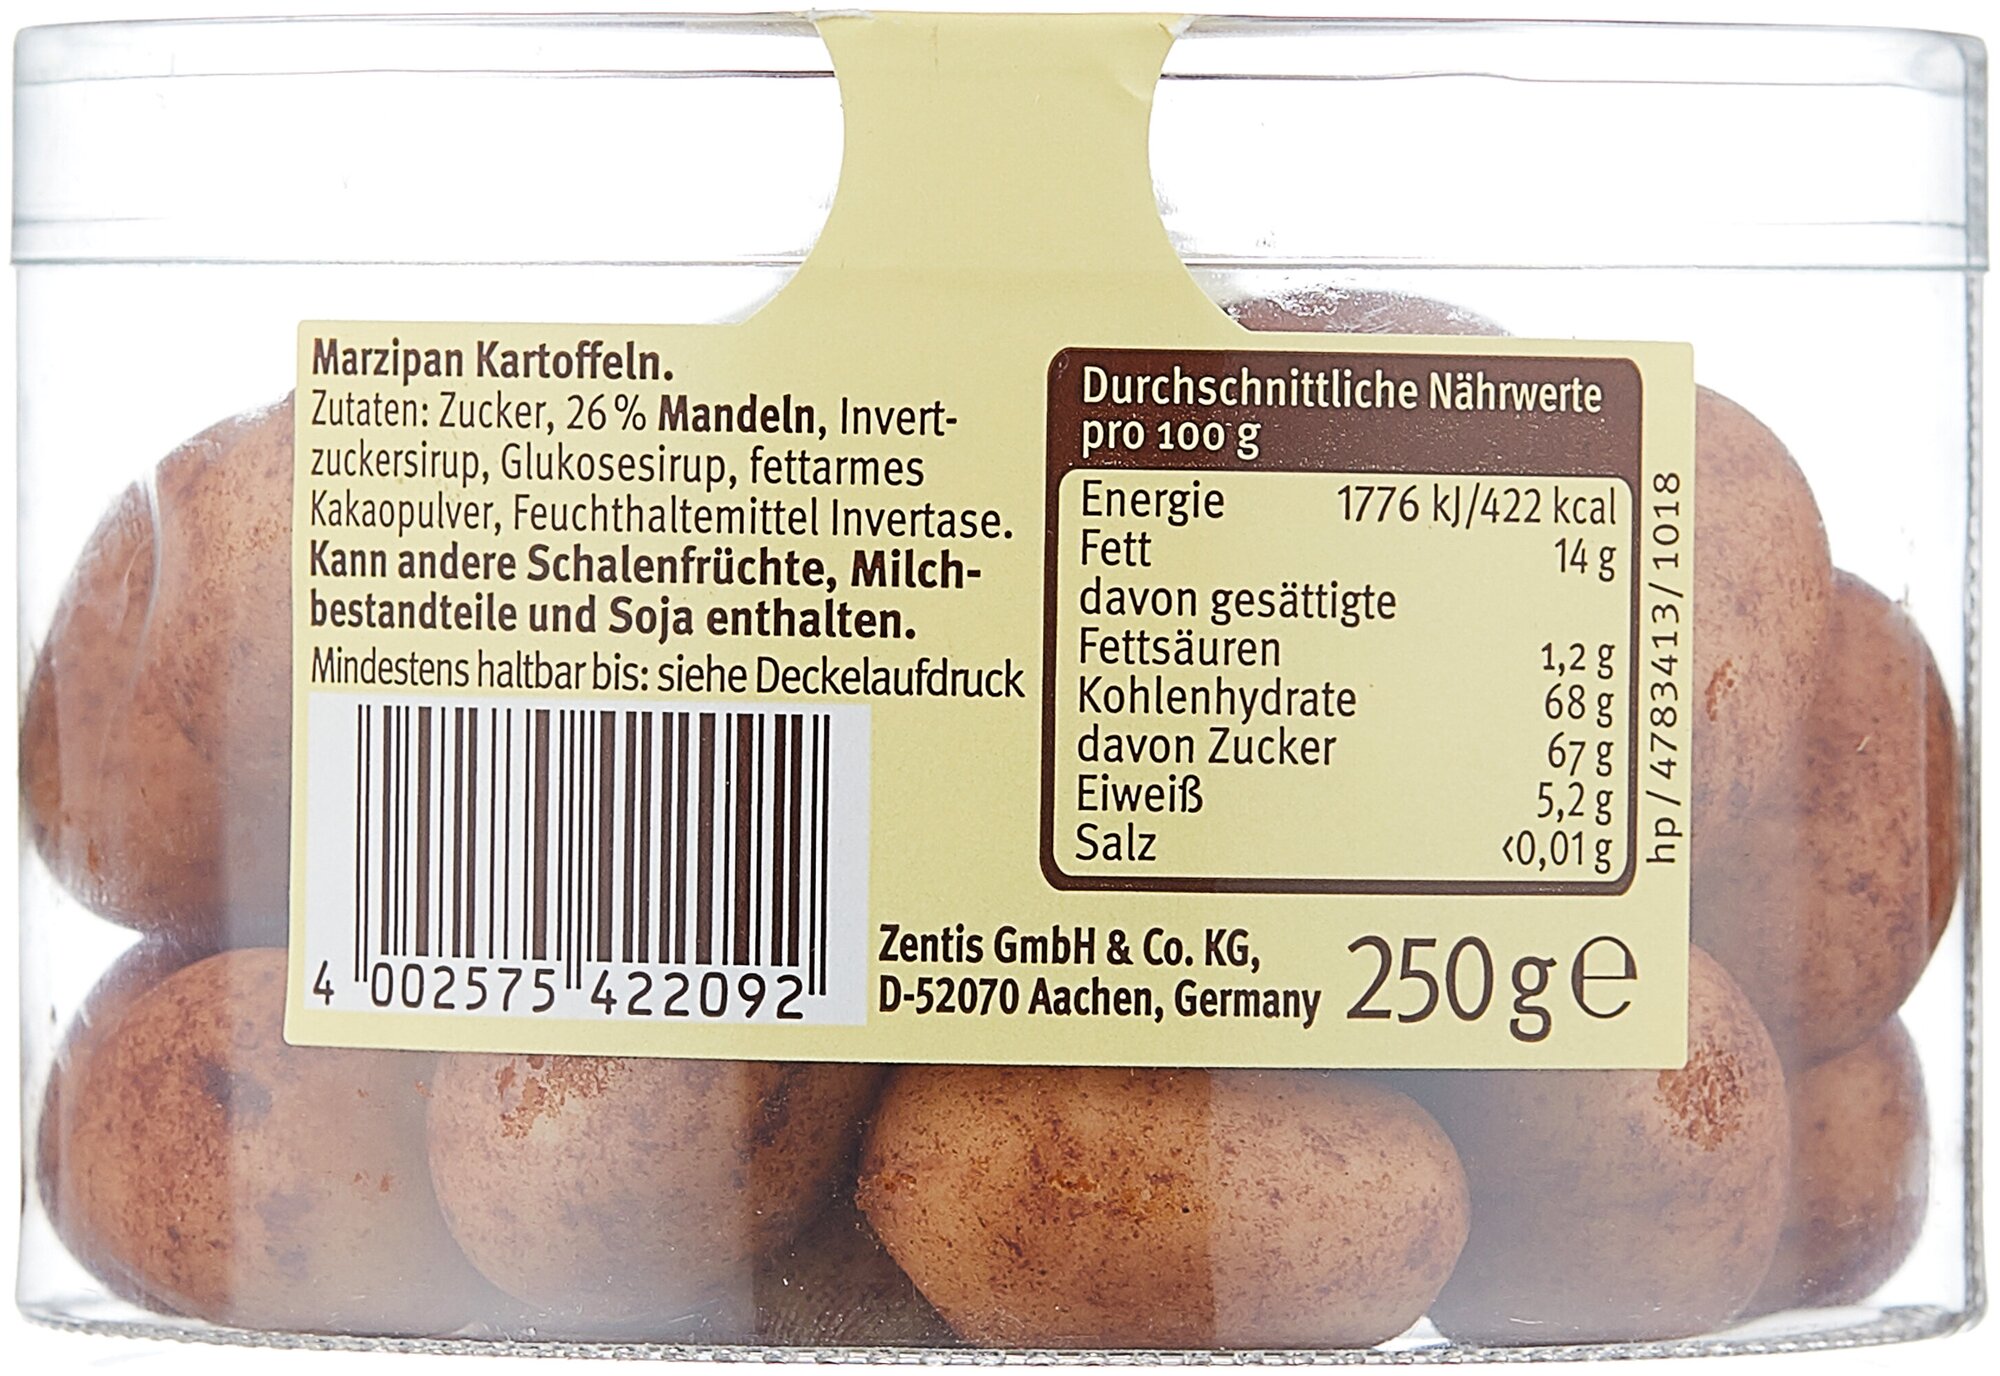 Marzipan Kartoffeln.
Zutaten: Zucker, 26 % Mandeln, Invert-
zuckersirup, Glukosesirup, fettarmes
Kakaopulver, Feuchthaltemittel Invertase.
Kann andere Schalenfrüchte, Milch-
bestandteile und Soja enthalten.
Mindestens haltbar bis: siehe Deckelaufdruck
4 002575 422092
Durchschnittliche Nährwerte
pro 100 g
Energie 1776 kJ/422 kcal
Fett 14 g
davon gesättigte
Fettsäuren 1,2 g
Kohlenhydrate 68 g
davon Zucker 67 g
Eiweiß 5,2 g
Salz <0,01 g
hp / 4783413/ 1018
Zentis GmbH & Co. KG,
D-52070 Aachen, Germany
250 g ℮